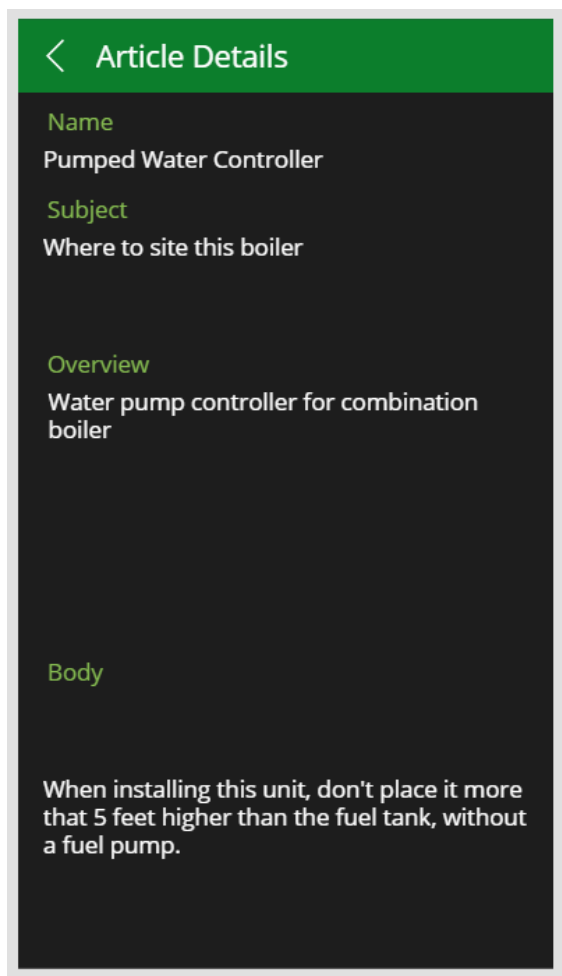 Article Details
Name
Pumped Water Controller
Subject
Where to site this boiler
Overview
Water pump controller for combination
boiler
Body
When installing this unit, don't place it more
that 5 feet higher than the fuel tank, without
a fuel pump.